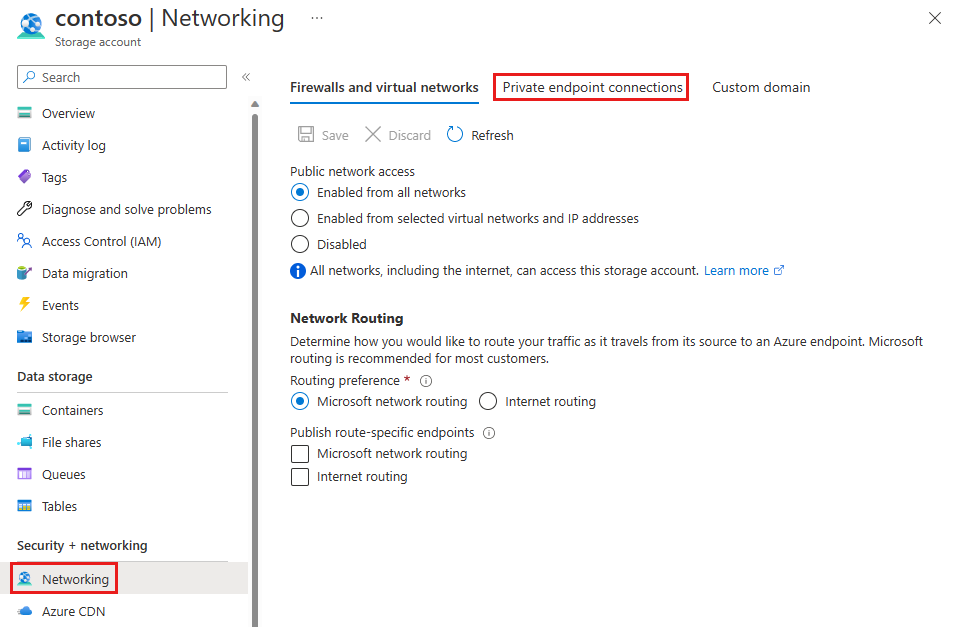 contoso | Networking ...
Storage account
Search
«
Overview
Activity log
Tags
Diagnose and solve problems
Access Control (IAM)
Data migration
Events
Storage browser
Data storage
Containers
File shares
Queues
Tables
Security + networking
Networking
Azure CDN
Firewalls and virtual networks Private endpoint connections Custom domain
Save Discard Refresh
Public network access
Enabled from all networks
Enabled from selected virtual networks and IP addresses
Disabled
All networks, including the internet, can access this storage account. Learn more
Network Routing
Determine how you would like to route your traffic as it travels from its source to an Azure endpoint. Microsoft
routing is recommended for most customers.
Routing preference *
Microsoft network routing Internet routing
Publish route-specific endpoints
Microsoft network routing
Internet routing